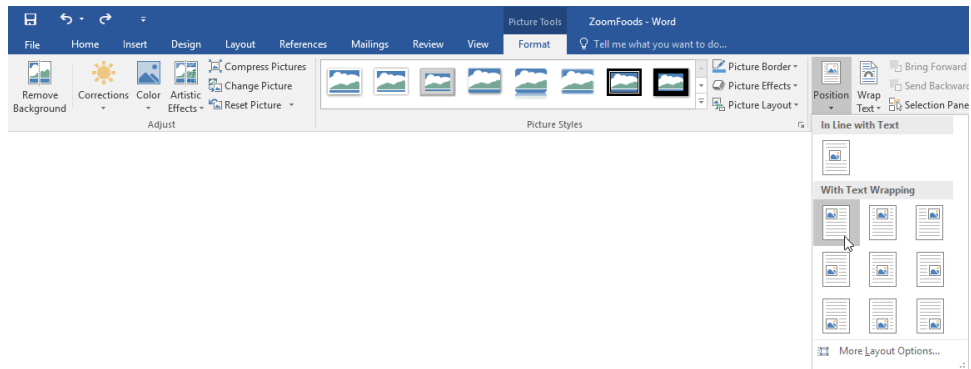 Picture Tools ZoomFoods - Word
File Home Insert Design Layout References Mailings Review View Format Tell me what you want to do...
Remove Background
Corrections
Color
Artistic Effects
Compress Pictures
Change Picture
Reset Picture
Adjust
Picture Styles
Picture Border
Picture Effects
Picture Layout
Position
Wrap Text
Bring Forward
Send Backward
Selection Pane
In Line with Text
With Text Wrapping
More Layout Options...